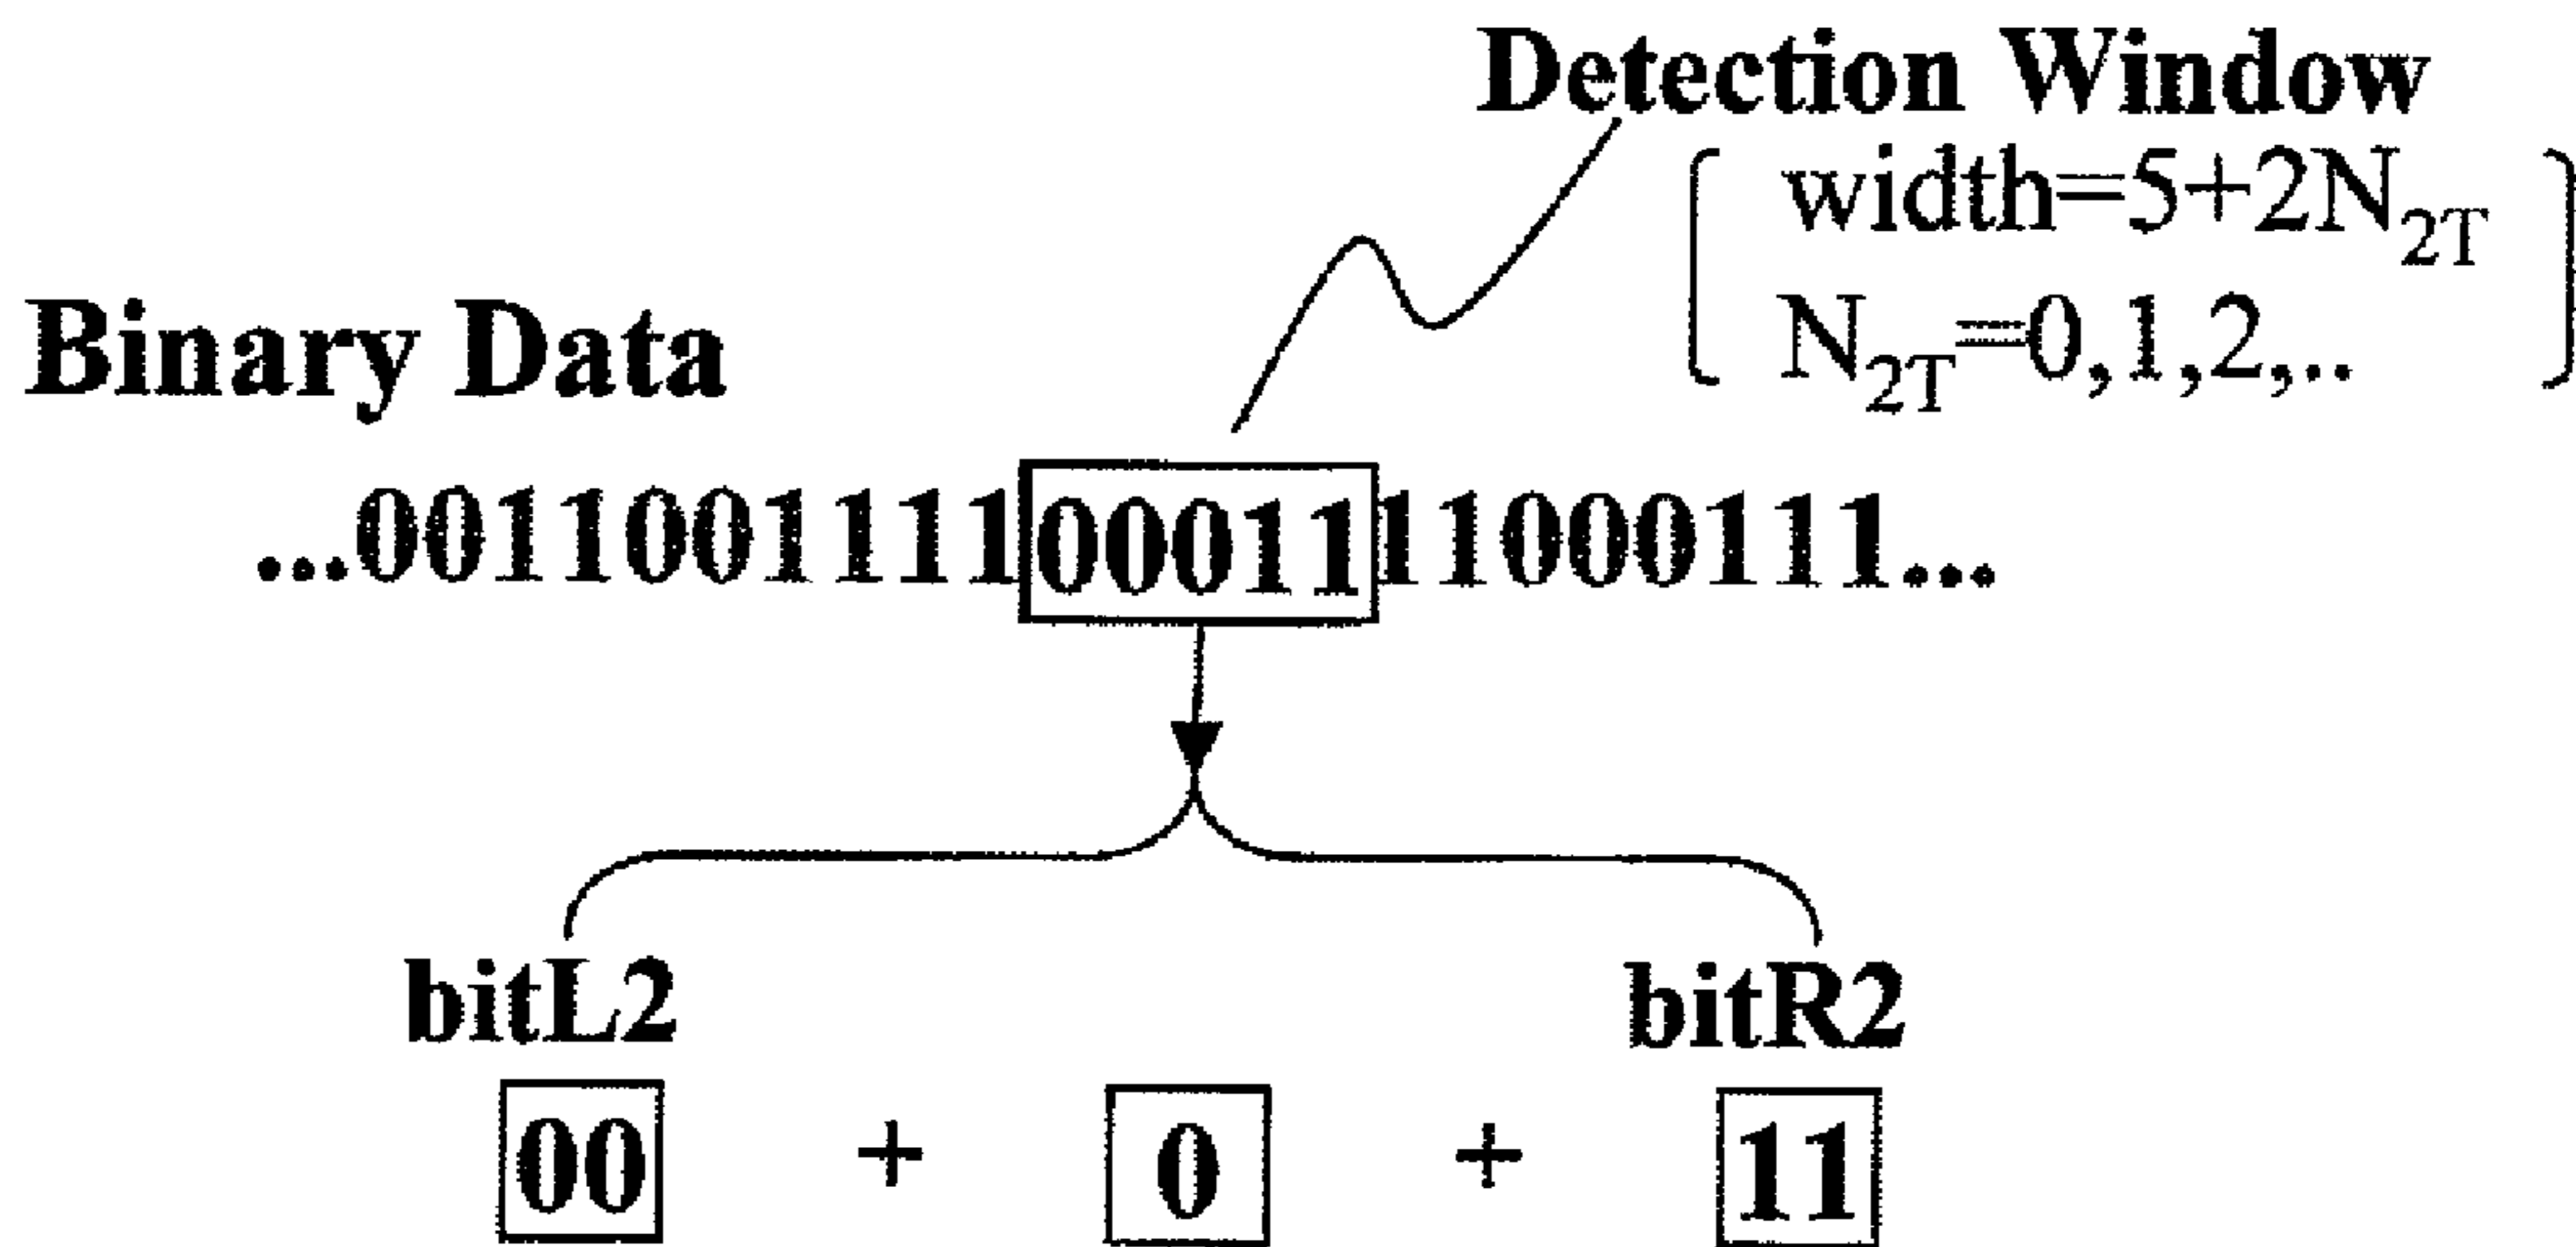 Detection Window
width=5+2N2T
N2T=0,1,2,..
Binary Data
...00110011110001111000111...
bitL2 bitR2
00 + 0 + 11